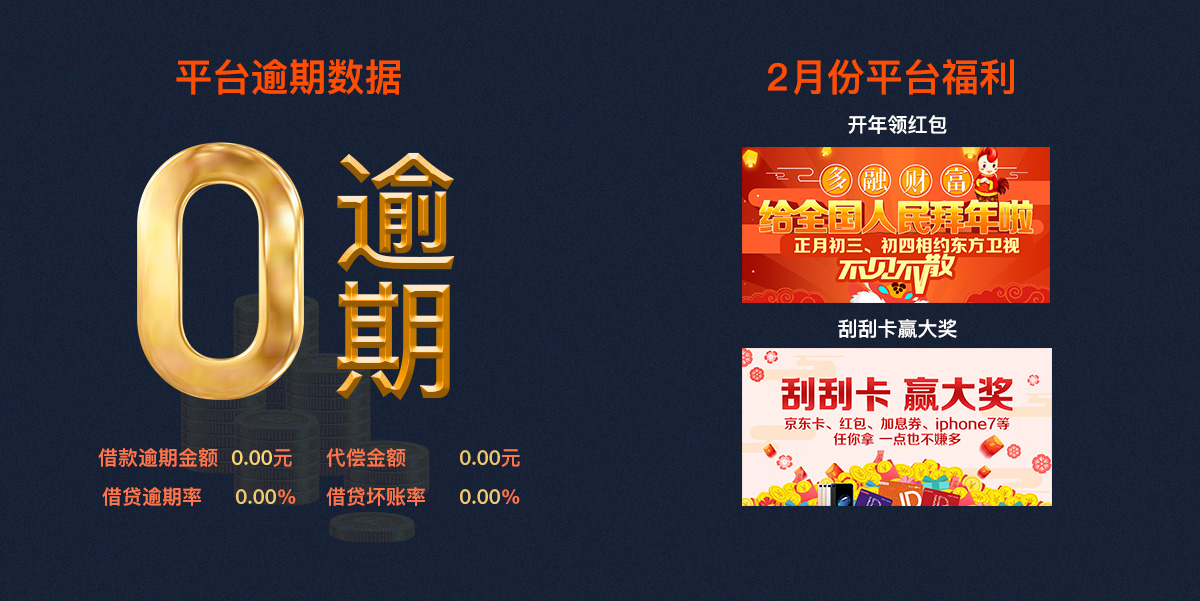 平台逾期数据
0逾期
借款逾期金额 0.00元 代偿金额 0.00元
借贷逾期率 0.00% 借贷坏账率 0.00%
2月份平台福利
开年领红包
多融财富
给全国人民拜年啦
正月初三、初四相约东方卫视
不见不散
刮刮卡赢大奖
刮刮卡 赢大奖
京东卡、红包、加息券、iphone7等
任你拿 一点也不嫌多